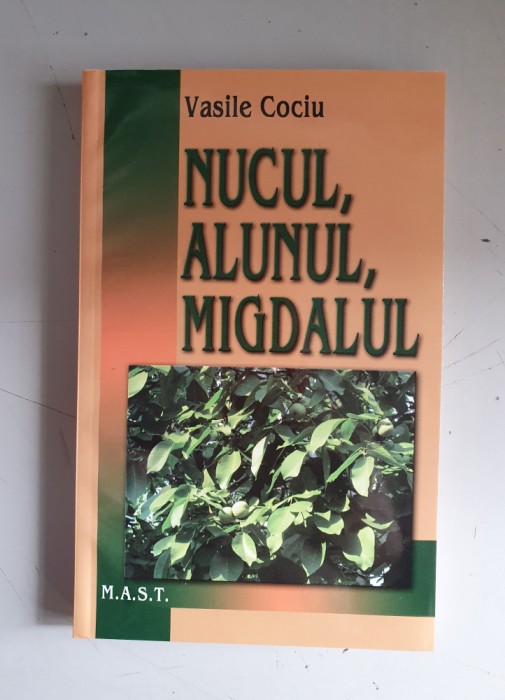 Vasile Cociu
NUCUL,
ALUNUL,
MIGDALUL
M.A.S.T.